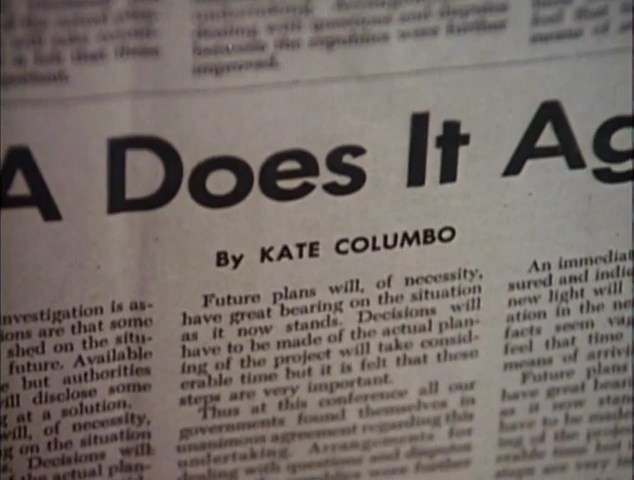 A Does It Ag
By KATE COLUMBO
nvestigation is as-
ions are that some
shed on the situ-
future. Available
but authorities
ill disclose some
at a solution.
will, of necessity,
g on the situation
Decisions will
actual plan-
Future plans will, of necessity,
have great bearing on the situation
as it now stands. Decisions will
have to be made of the actual plan-
ing of the project will take consid-
erable time but it is felt that these
steps are very important.
Thus at this conference all our
governments found themselves in
unanimous agreement regarding this
undertaking. Arrangements for
dealing with questions and disputes
An immediat
sured and indic
new light will
ation in the ne
facts seem vag
feel that time
means of arrivi
Future plans
have great bear
as it now stan
have to be made
ing of the proje
erable time but
steps are very im